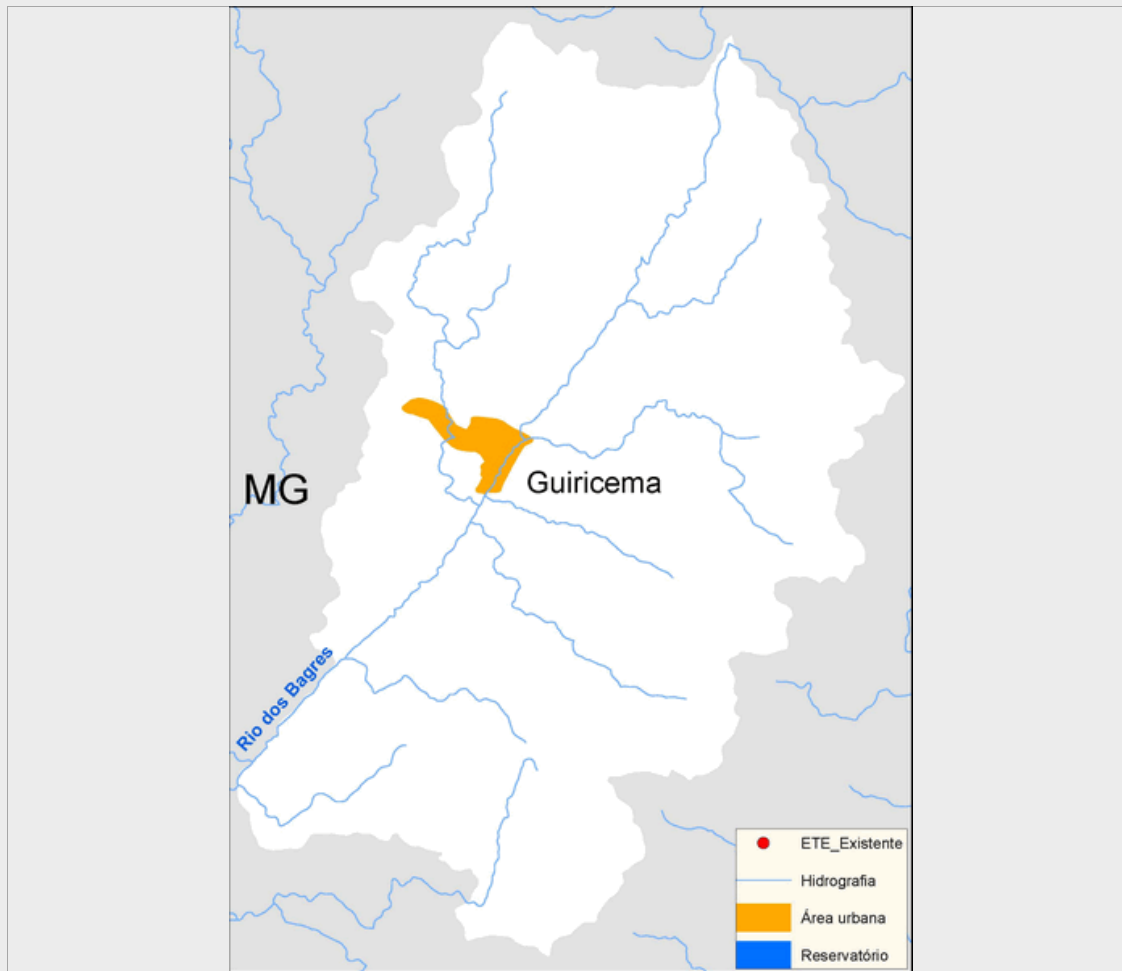 MG
Guiricema
Rio dos Bagres
ETE_Existente
Hidrografia
Área urbana
Reservatório